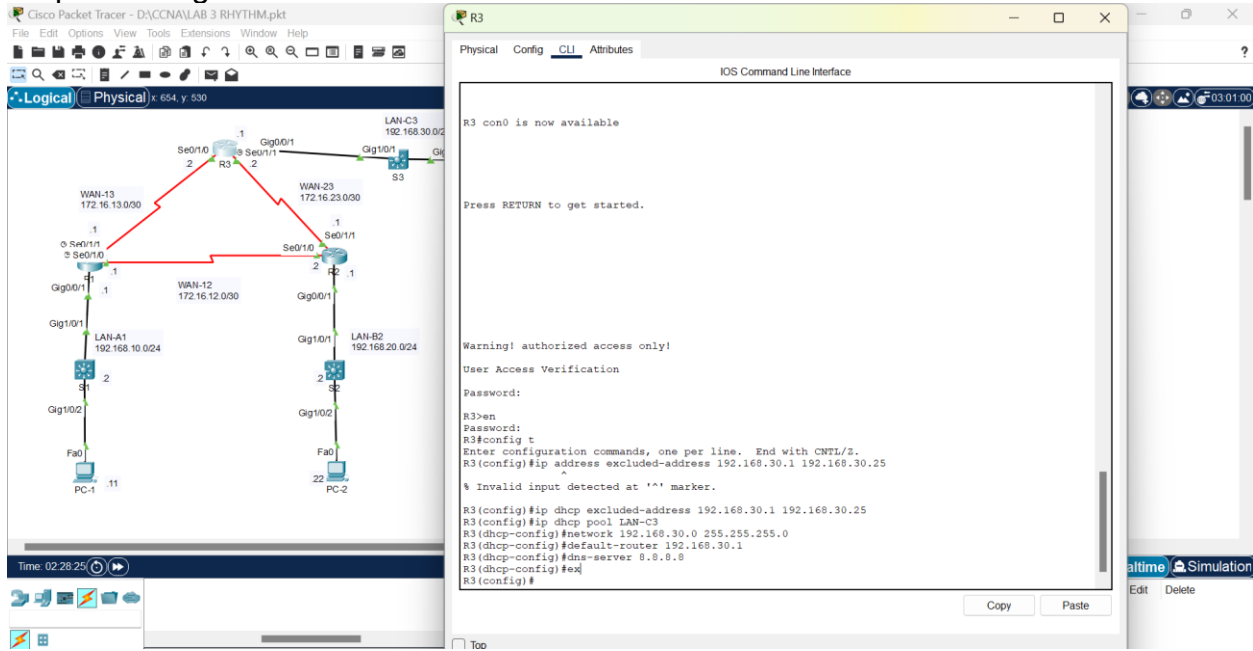 Cisco Packet Tracer - D:\CCNA\LAB 3 RHYTHM.pkt
File Edit Options View Tools Extensions Window Help
?
Logical Physical x: 654, y: 530
03:01:00
LAN-C3
192.168.30.0/2
.1
Gig0/0/1
Se0/1/0
Se0/1/1
Gig1/0/1
Gig
.2
R3
.2
S3
WAN-13
172.16.13.0/30
WAN-23
172.16.23.0/30
.1
.1
Se0/1/1
Se0/1/1
Se0/1/0
Se0/1/0
.1
.2
R2
.1
R1
Gig0/0/1
.1
WAN-12
172.16.12.0/30
Gig0/0/1
Gig1/0/1
LAN-A1
192.168.10.0/24
Gig1/0/1
LAN-B2
192.168.20.0/24
.2
S1
.2
S2
Gig1/0/2
Gig1/0/2
Fa0
Fa0
.11
PC-1
.22
PC-2
Time: 02:28:25
Realtime
Simulation
Edit Delete
R3
Physical Config CLI Attributes
IOS Command Line Interface
R3 con0 is now available
Press RETURN to get started.
Warning! authorized access only!
User Access Verification
Password:
R3>en
Password:
R3#config t
Enter configuration commands, one per line. End with CNTL/Z.
R3(config)#ip address excluded-address 192.168.30.1 192.168.30.25
^
% Invalid input detected at '^' marker.
R3(config)#ip dhcp excluded-address 192.168.30.1 192.168.30.25
R3(config)#ip dhcp pool LAN-C3
R3(dhcp-config)#network 192.168.30.0 255.255.255.0
R3(dhcp-config)#default-router 192.168.30.1
R3(dhcp-config)#dns-server 8.8.8.8
R3(dhcp-config)#ex
R3(config)#
Copy Paste
Top